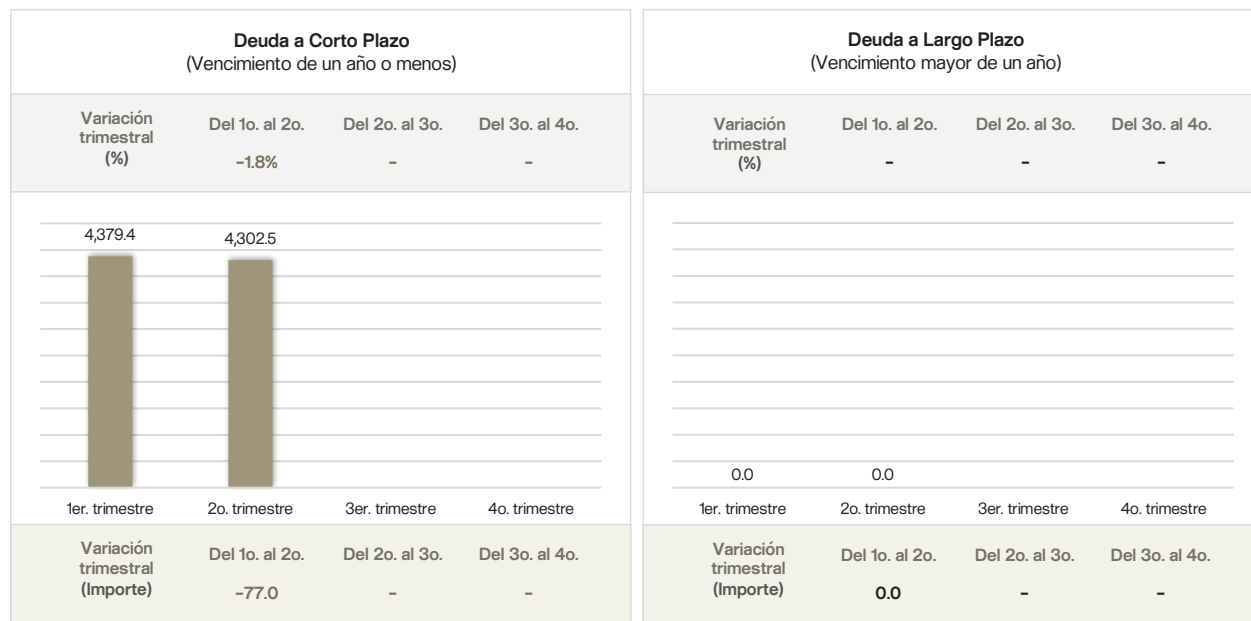 Deuda a Corto Plazo
(Vencimiento de un año o menos)
Variación
trimestral
(%)
Del 1o. al 2o.
Del 2o. al 3o.
Del 3o. al 4o.
-1.8%
-
-
4,379.4
4,302.5
1er. trimestre
2o. trimestre
3er. trimestre
4o. trimestre
Variación
trimestral
(Importe)
Del 1o. al 2o.
Del 2o. al 3o.
Del 3o. al 4o.
-77.0
-
-
Deuda a Largo Plazo
(Vencimiento mayor de un año)
Variación
trimestral
(%)
Del 1o. al 2o.
Del 2o. al 3o.
Del 3o. al 4o.
-
-
-
0.0
0.0
1er. trimestre
2o. trimestre
3er. trimestre
4o. trimestre
Variación
trimestral
(Importe)
Del 1o. al 2o.
Del 2o. al 3o.
Del 3o. al 4o.
0.0
-
-